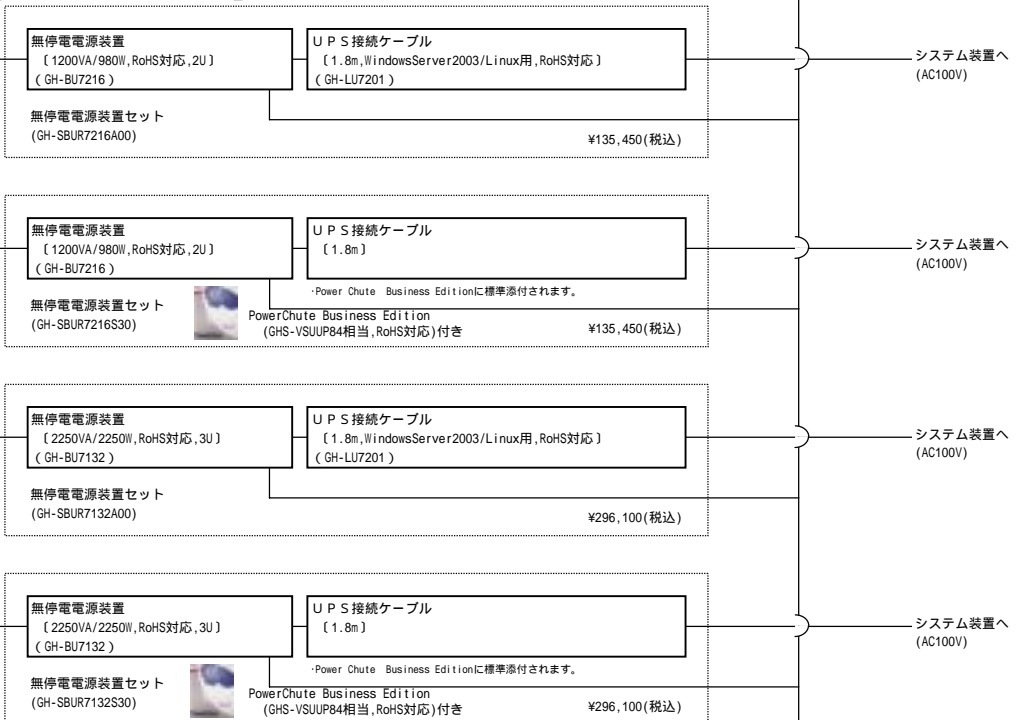 無停電電源装置
〔1200VA/980W,RoHS対応,2U〕
(GH-BU7216)
UPS接続ケーブル
〔1.8m,WindowsServer2003/Linux用,RoHS対応〕
(GH-LU7201)
システム装置へ
(AC100V)
無停電電源装置セット
(GH-SBUR7216A00)
¥135,450(税込)
無停電電源装置
〔1200VA/980W,RoHS対応,2U〕
(GH-BU7216)
UPS接続ケーブル
〔1.8m〕
システム装置へ
(AC100V)
・Power Chute Business Editionに標準添付されます。
無停電電源装置セット
(GH-SBUR7216S30)
PowerChute Business Edition
(GHS-VSUUP84相当,RoHS対応)付き
¥135,450(税込)
無停電電源装置
〔2250VA/2250W,RoHS対応,3U〕
(GH-BU7132)
UPS接続ケーブル
〔1.8m,WindowsServer2003/Linux用,RoHS対応〕
(GH-LU7201)
システム装置へ
(AC100V)
無停電電源装置セット
(GH-SBUR7132A00)
¥296,100(税込)
無停電電源装置
〔2250VA/2250W,RoHS対応,3U〕
(GH-BU7132)
UPS接続ケーブル
〔1.8m〕
システム装置へ
(AC100V)
・Power Chute Business Editionに標準添付されます。
無停電電源装置セット
(GH-SBUR7132S30)
PowerChute Business Edition
(GHS-VSUUP84相当,RoHS対応)付き
¥296,100(税込)